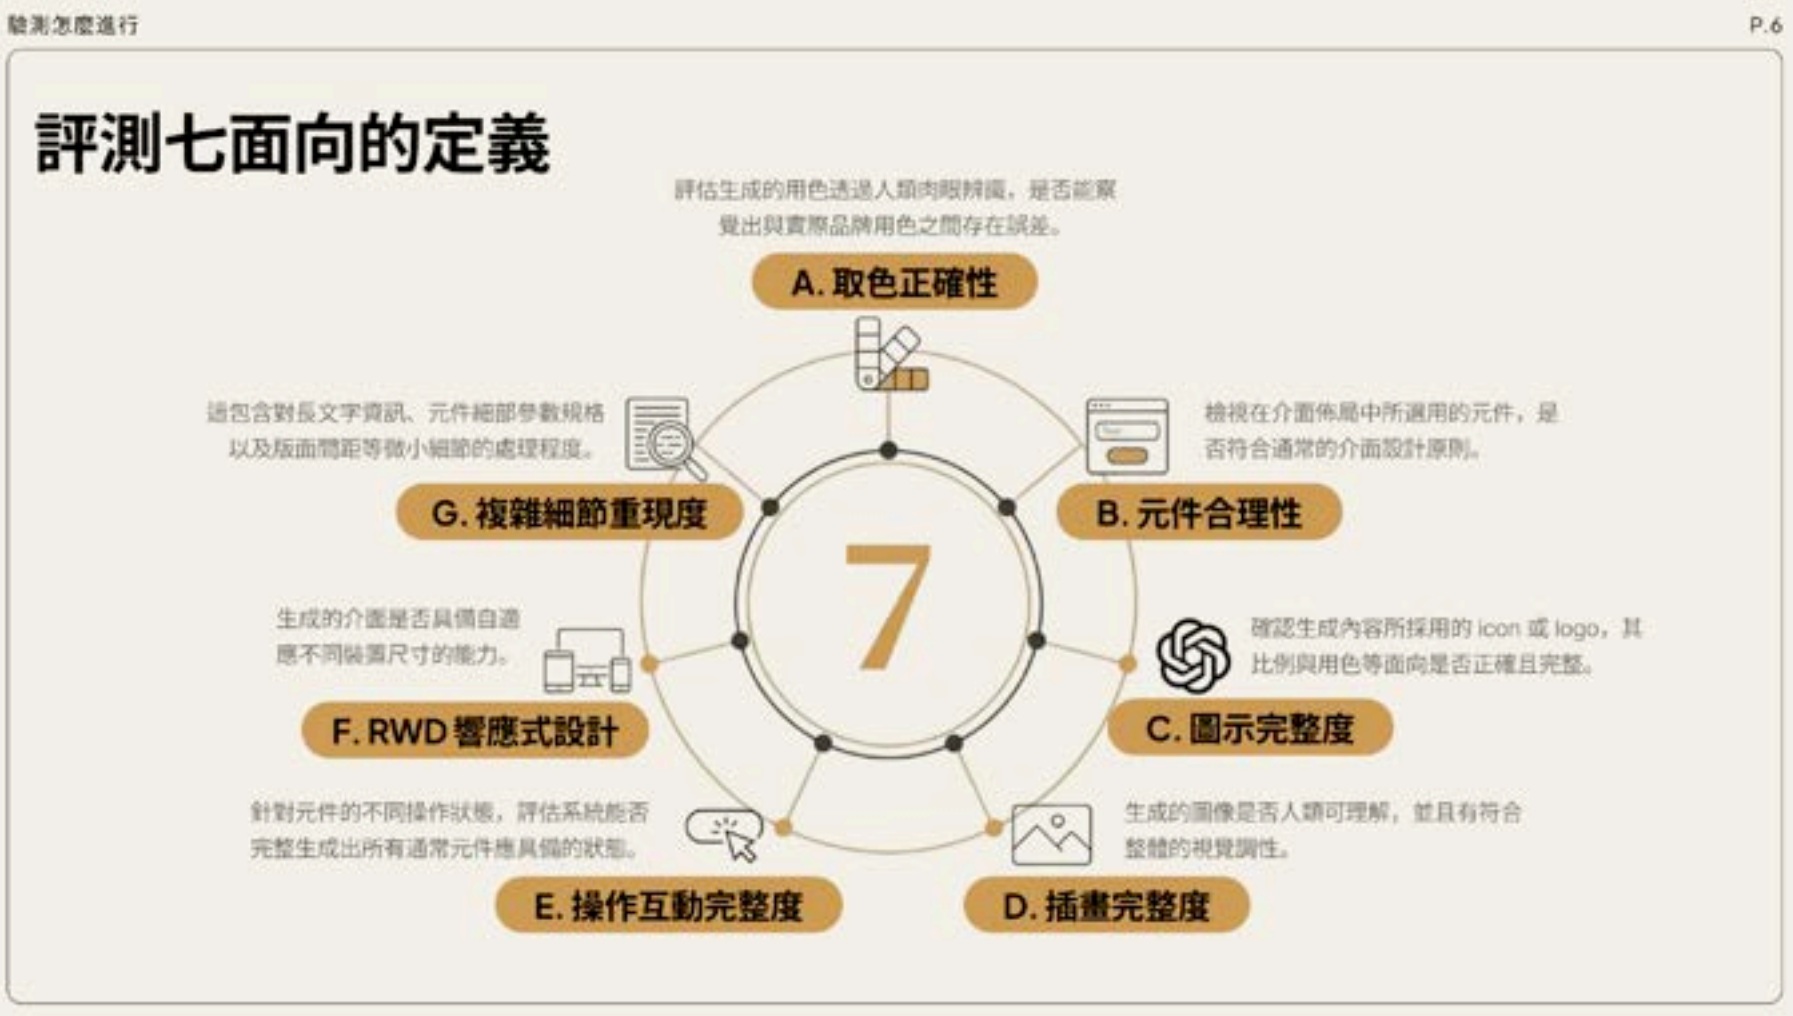 驗測怎麼進行
P.6
評測七面向的定義
評估生成的用色透過人類肉眼辨識，是否能察
覺出與實際品牌用色之間存在誤差。
A. 取色正確性
這包含對長文字資訊、元件細部參數規格
以及版面間距等微小細節的處理程度。
G. 複雜細節重現度
檢視在介面佈局中所選用的元件，是
否符合通常的介面設計原則。
B. 元件合理性
7
生成的介面是否具備自適
應不同裝置尺寸的能力。
F. RWD 響應式設計
確認生成內容所採用的 icon 或 logo，其
比例與用色等面向是否正確且完整。
C. 圖示完整度
針對元件的不同操作狀態，評估系統能否
完整生成出所有通常元件應具備的狀態。
E. 操作互動完整度
生成的圖像是否人類可理解，並且有符合
整體的視覺調性。
D. 插畫完整度